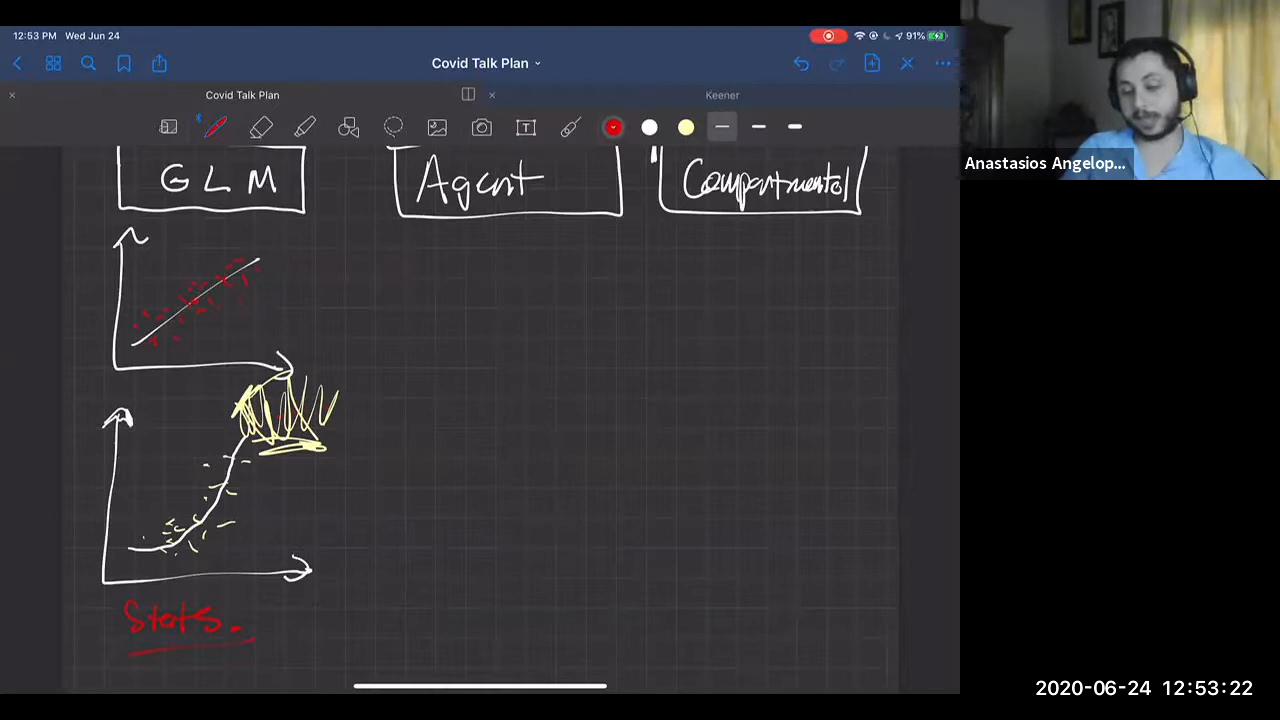 12:53 PM Wed Jun 24
91%
Covid Talk Plan
Covid Talk Plan
Keener
T
GLM
Agent
Compartmental
Stats.
Anastasios Angelop...
2020-06-24 12:53:22